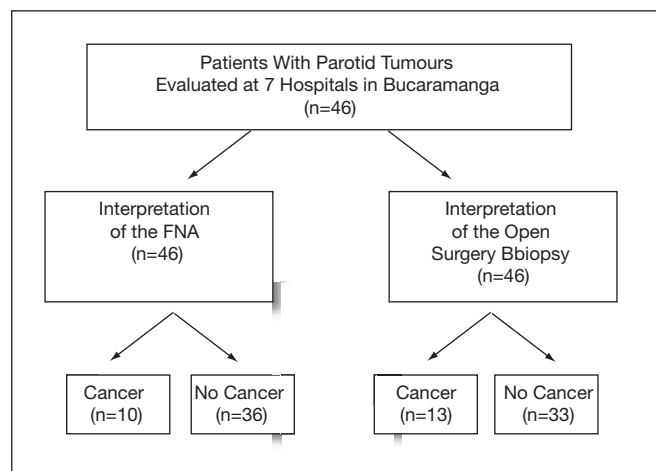 Patients With Parotid Tumours
Evaluated at 7 Hospitals in Bucaramanga
(n=46)
Interpretation
of the FNA
(n=46)
Interpretation
of the Open
Surgery Bbiopsy
(n=46)
Cancer
(n=10)
No Cancer
(n=36)
Cancer
(n=13)
No Cancer
(n=33)